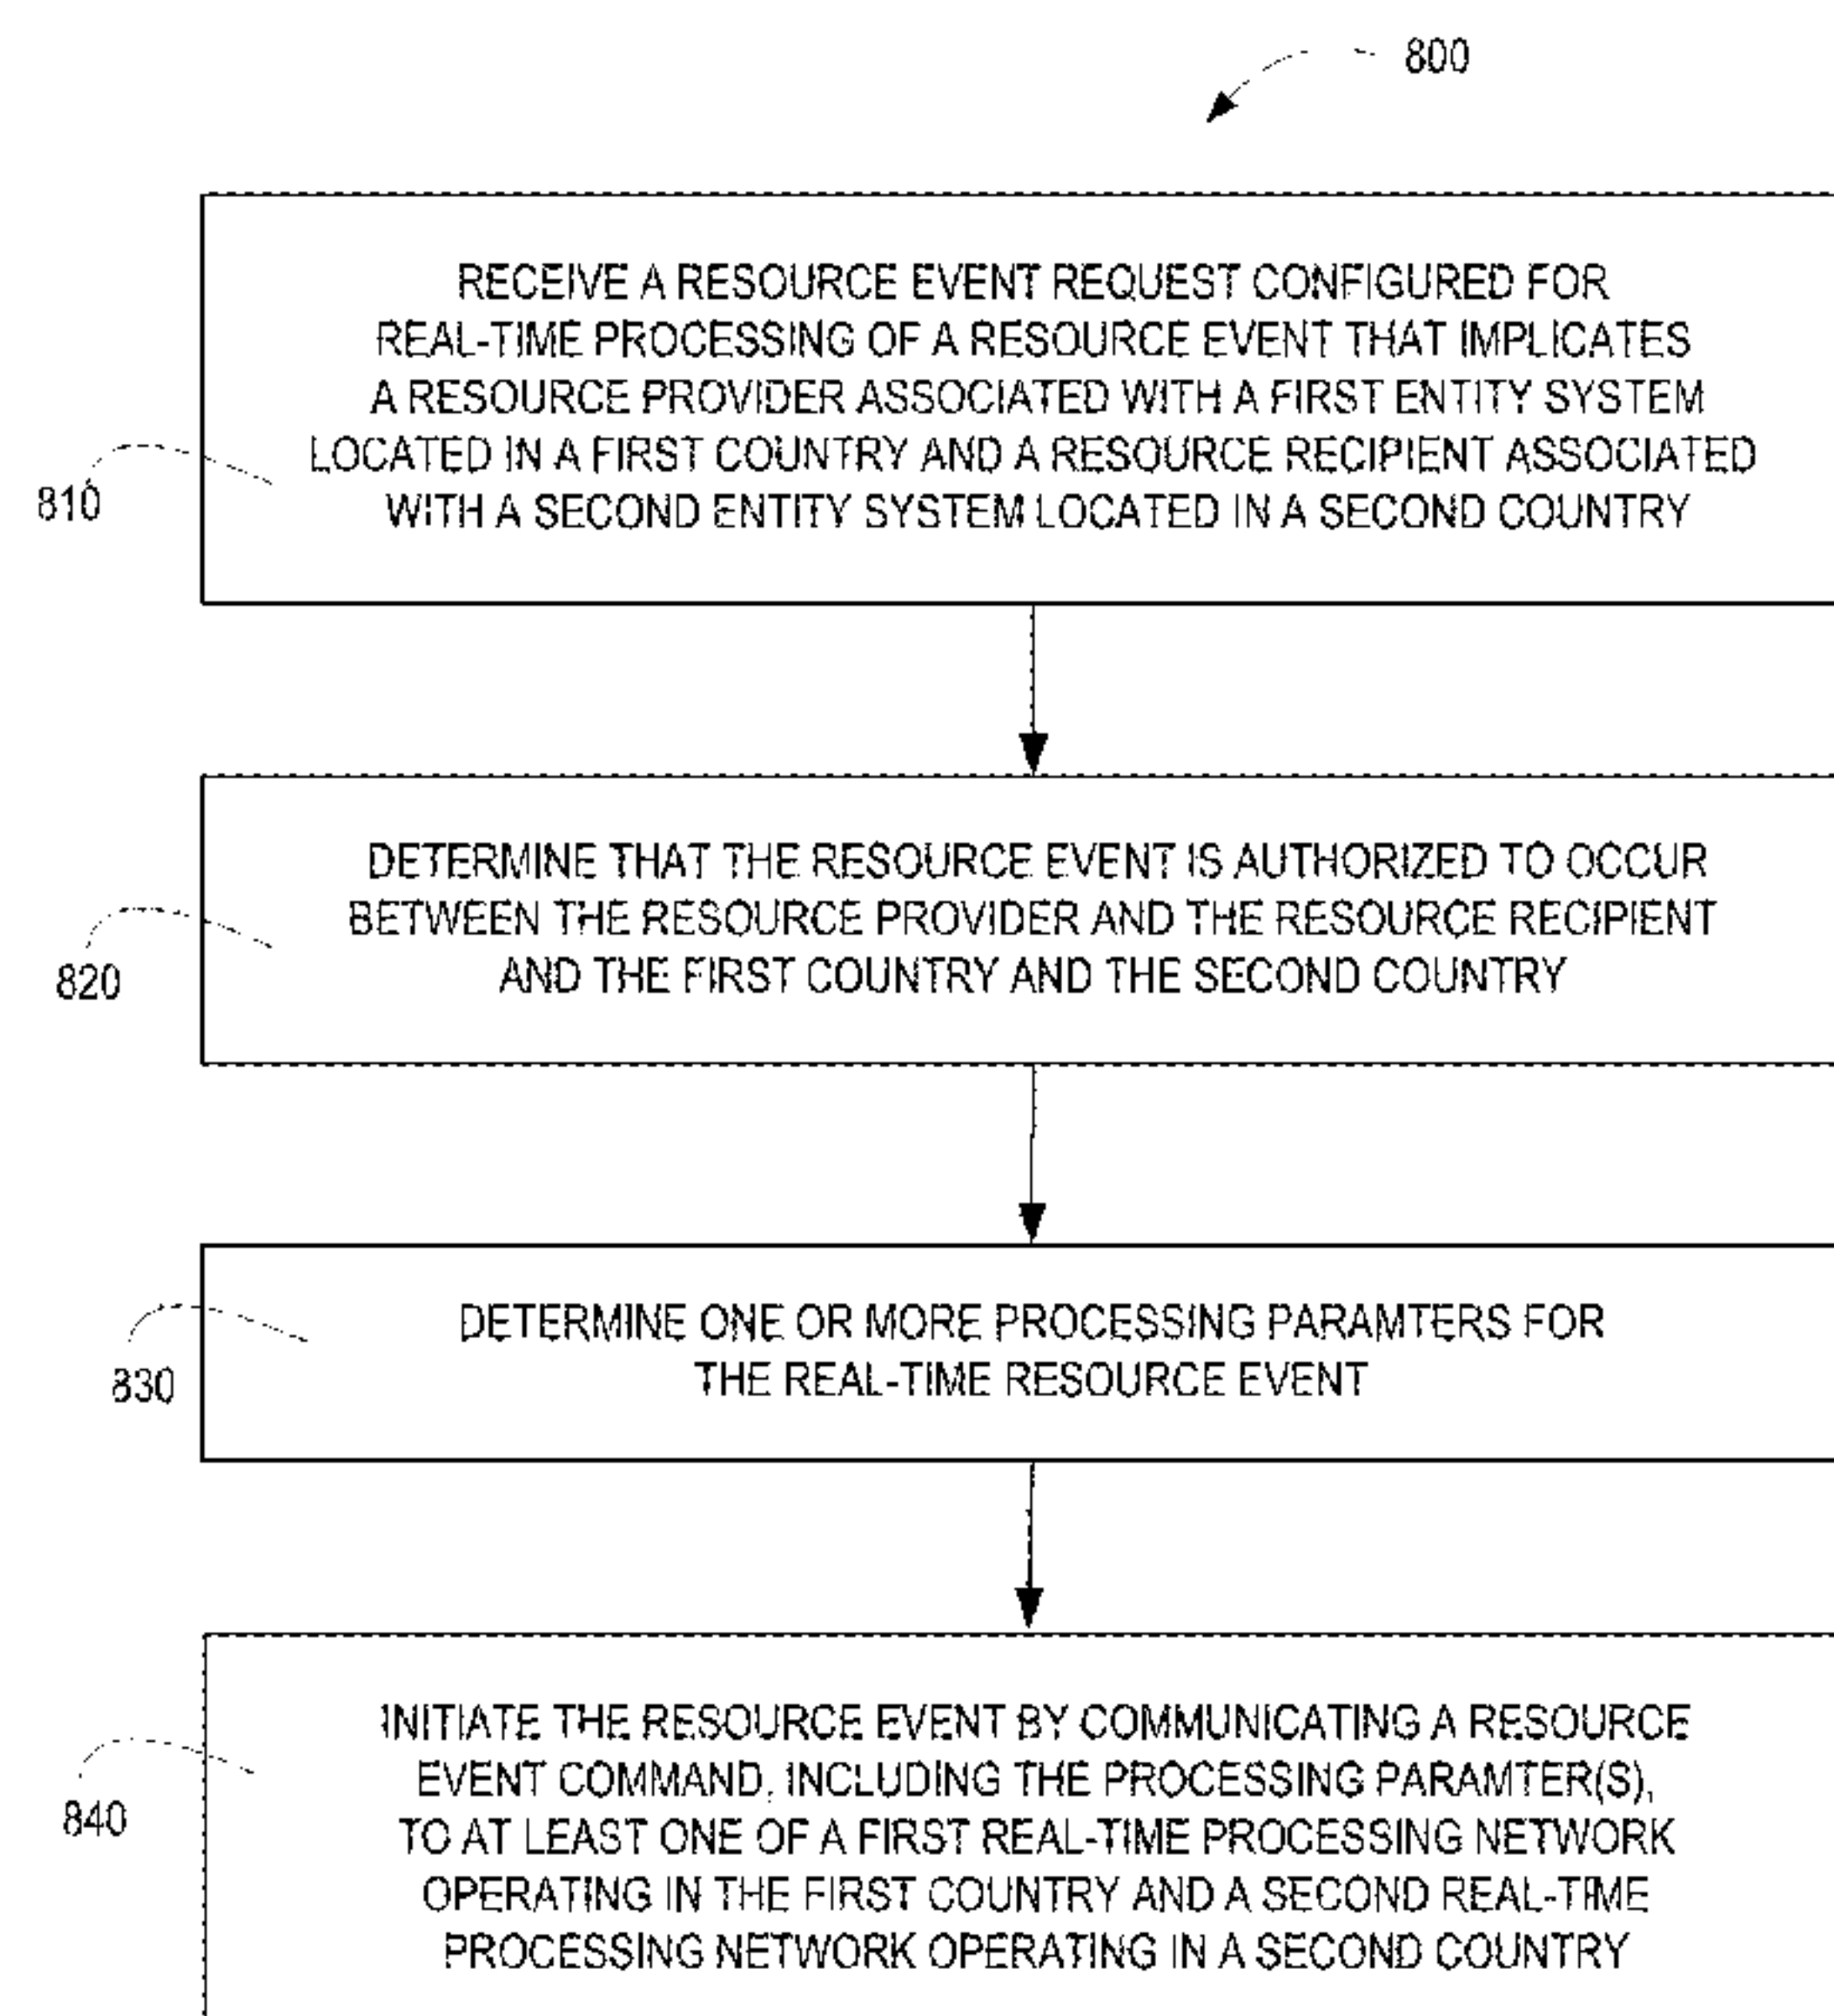 800
RECEIVE A RESOURCE EVENT REQUEST CONFIGURED FOR
REAL-TIME PROCESSING OF A RESOURCE EVENT THAT IMPLICATES
A RESOURCE PROVIDER ASSOCIATED WITH A FIRST ENTITY SYSTEM
LOCATED IN A FIRST COUNTRY AND A RESOURCE RECIPIENT ASSOCIATED
WITH A SECOND ENTITY SYSTEM LOCATED IN A SECOND COUNTRY
810
DETERMINE THAT THE RESOURCE EVENT IS AUTHORIZED TO OCCUR
BETWEEN THE RESOURCE PROVIDER AND THE RESOURCE RECIPIENT
AND THE FIRST COUNTRY AND THE SECOND COUNTRY
820
DETERMINE ONE OR MORE PROCESSING PARAMTERS FOR
THE REAL-TIME RESOURCE EVENT
830
INITIATE THE RESOURCE EVENT BY COMMUNICATING A RESOURCE
EVENT COMMAND, INCLUDING THE PROCESSING PARAMTER(S),
TO AT LEAST ONE OF A FIRST REAL-TIME PROCESSING NETWORK
OPERATING IN THE FIRST COUNTRY AND A SECOND REAL-TIME
PROCESSING NETWORK OPERATING IN A SECOND COUNTRY
840